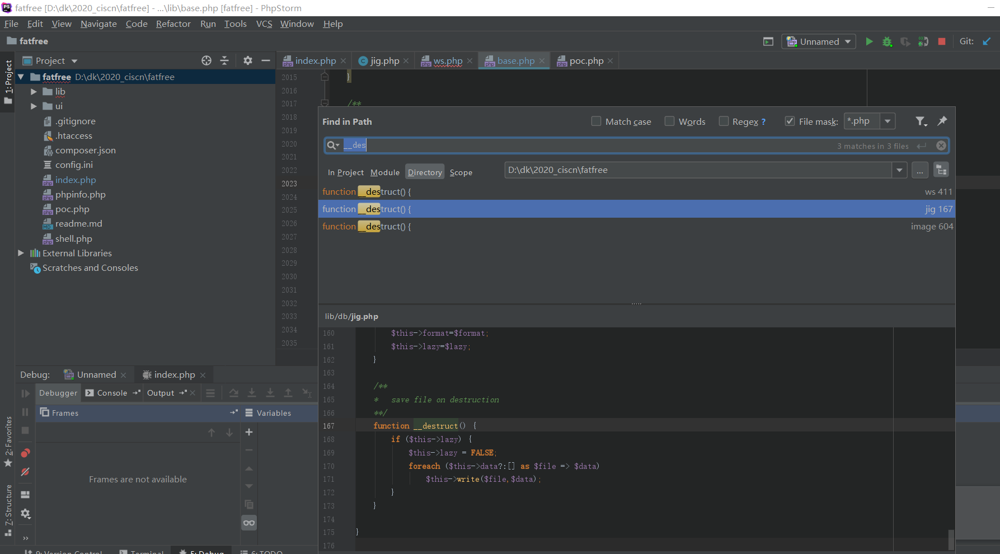 fatfree [D:\dk\2020_ciscn\fatfree] - ...\lib\base.php [fatfree] - PhpStorm
File Edit View Navigate Code Refactor Run Tools VCS Window Help
fatfree
Unnamed
Git:
1: Project
Project
fatfree D:\dk\2020_ciscn\fatfree
lib
ui
.gitignore
.htaccess
composer.json
config.ini
index.php
phpinfo.php
poc.php
readme.md
shell.php
External Libraries
Scratches and Consoles
index.php
jig.php
ws.php
base.php
poc.php
2015 }
2016
2017 /**
2018
2019
2020
2021
2022
2023
2024
2025
2026
2027
2028
2029
2030
2031
2032
2033
2034
2035
Find in Path
Match case
Words
Regex ?
File mask: *.php
__des
3 matches in 3 files
In Project Module Directory Scope
D:\dk\2020_ciscn\fatfree
...
function __destruct() { ws 411
function __destruct() { jig 167
function __destruct() { image 604
lib/db/jig.php
160 $this->format=$format;
161 $this->lazy=$lazy;
162 }
163
164 /**
165 * save file on destruction
166 **/
167 function __destruct() {
168 if ($this->lazy) {
169 $this->lazy = FALSE;
170 foreach ($this->data?:[] as $file => $data)
171 $this->write($file,$data);
172 }
173 }
174
175 }
176
Debug: Unnamed index.php
Debugger Console Output
Frames
Variables
Frames are not available
2: Favorites
7: Structure
9: Version Control Terminal 5: Debug 6: TODO